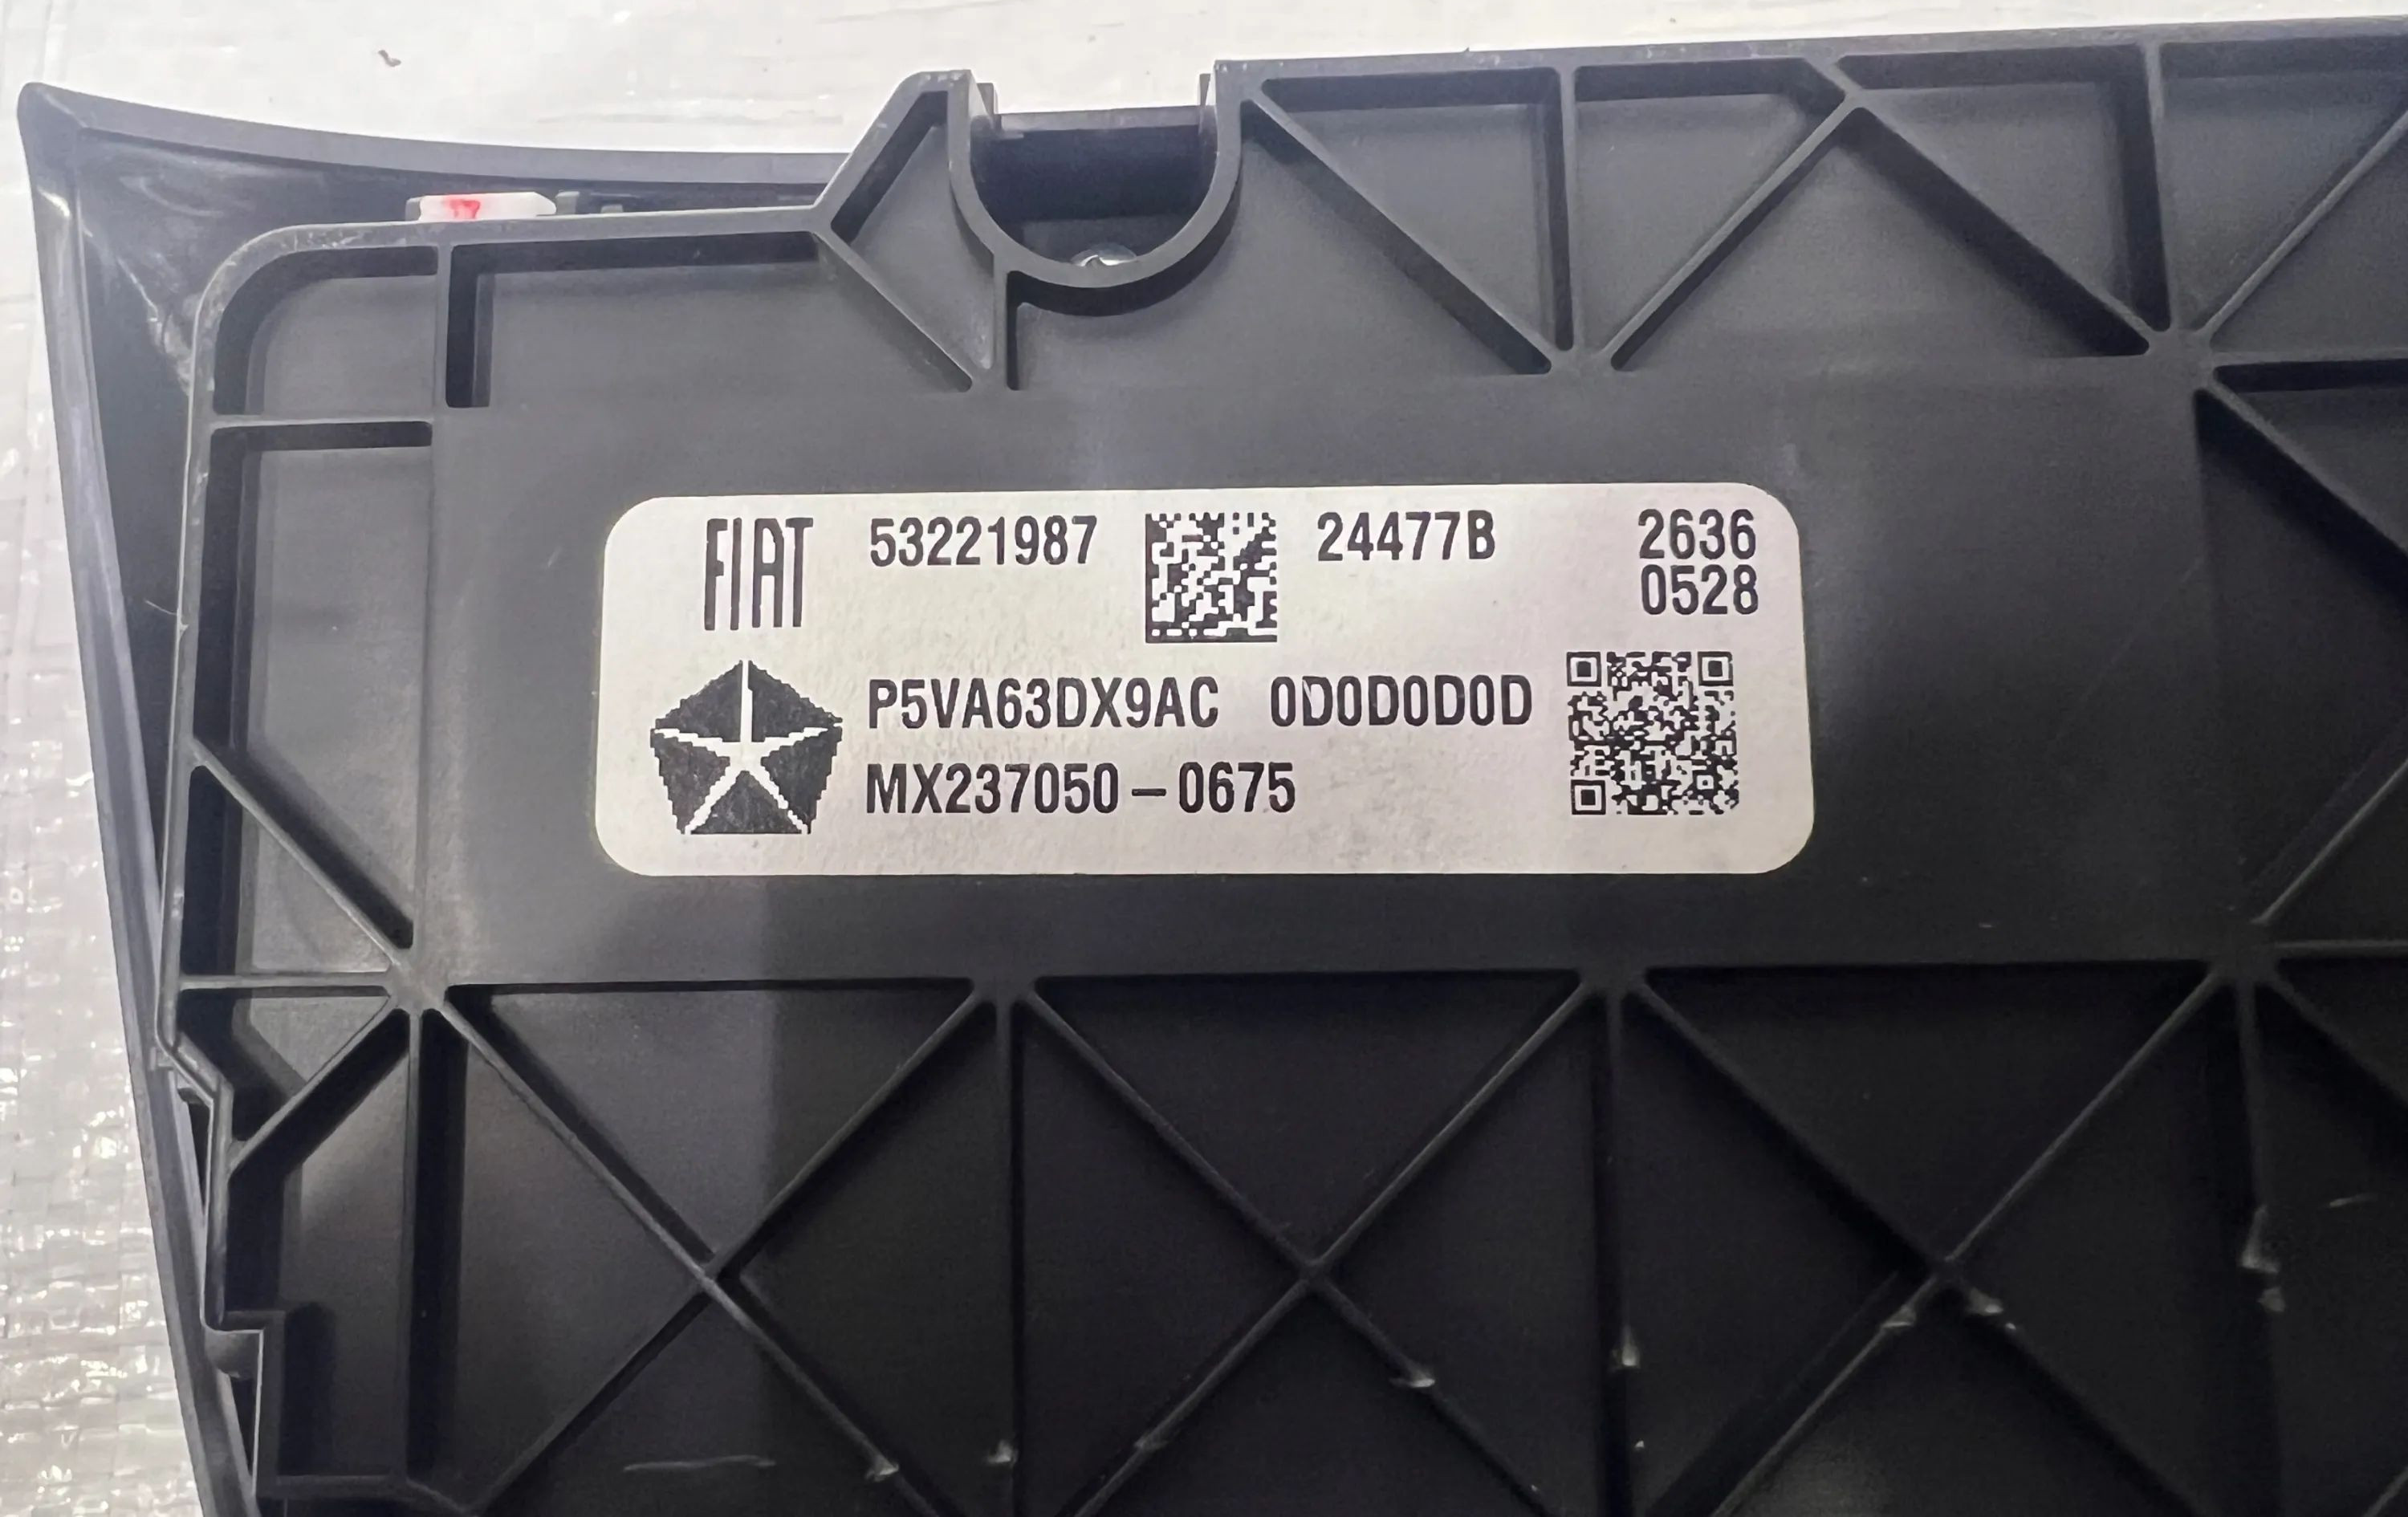 FIAT 53221987 24477B 2636
0528
P5VA63DX9AC 0D0D0D0D
MX237050-0675